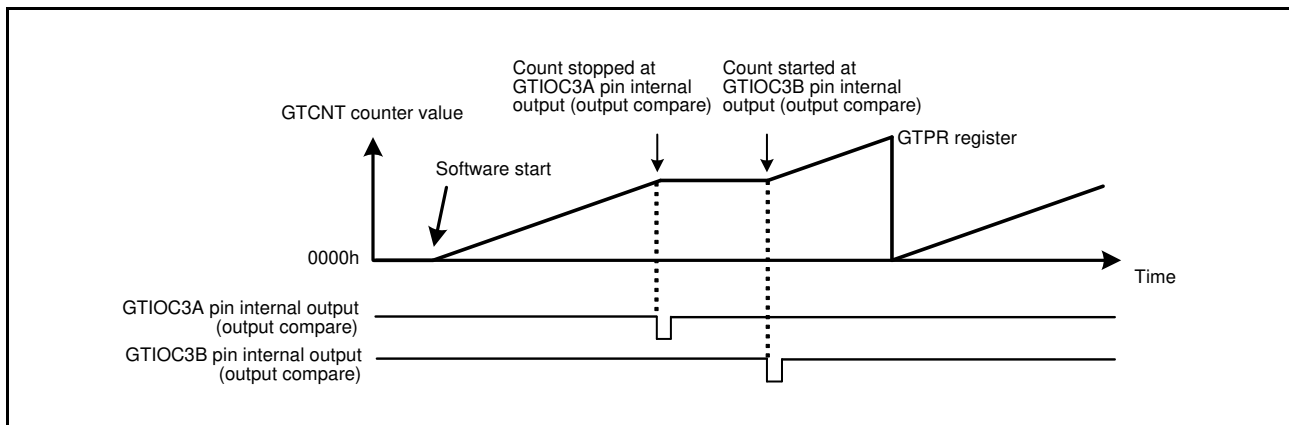 Count stopped at
GTIOC3A pin internal
output (output compare)
Count started at
GTIOC3B pin internal
output (output compare)
GTCNT counter value
GTPR register
Software start
0000h
Time
GTIOC3A pin internal output
(output compare)
GTIOC3B pin internal output
(output compare)